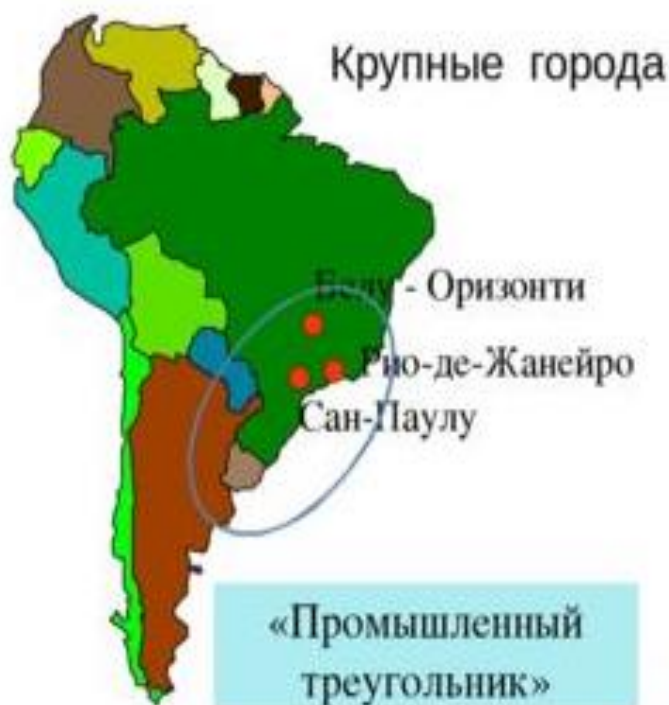 Крупные города
Белу - Оризонти
Рио-де-Жанейро
Сан-Паулу
«Промышленный
треугольник»